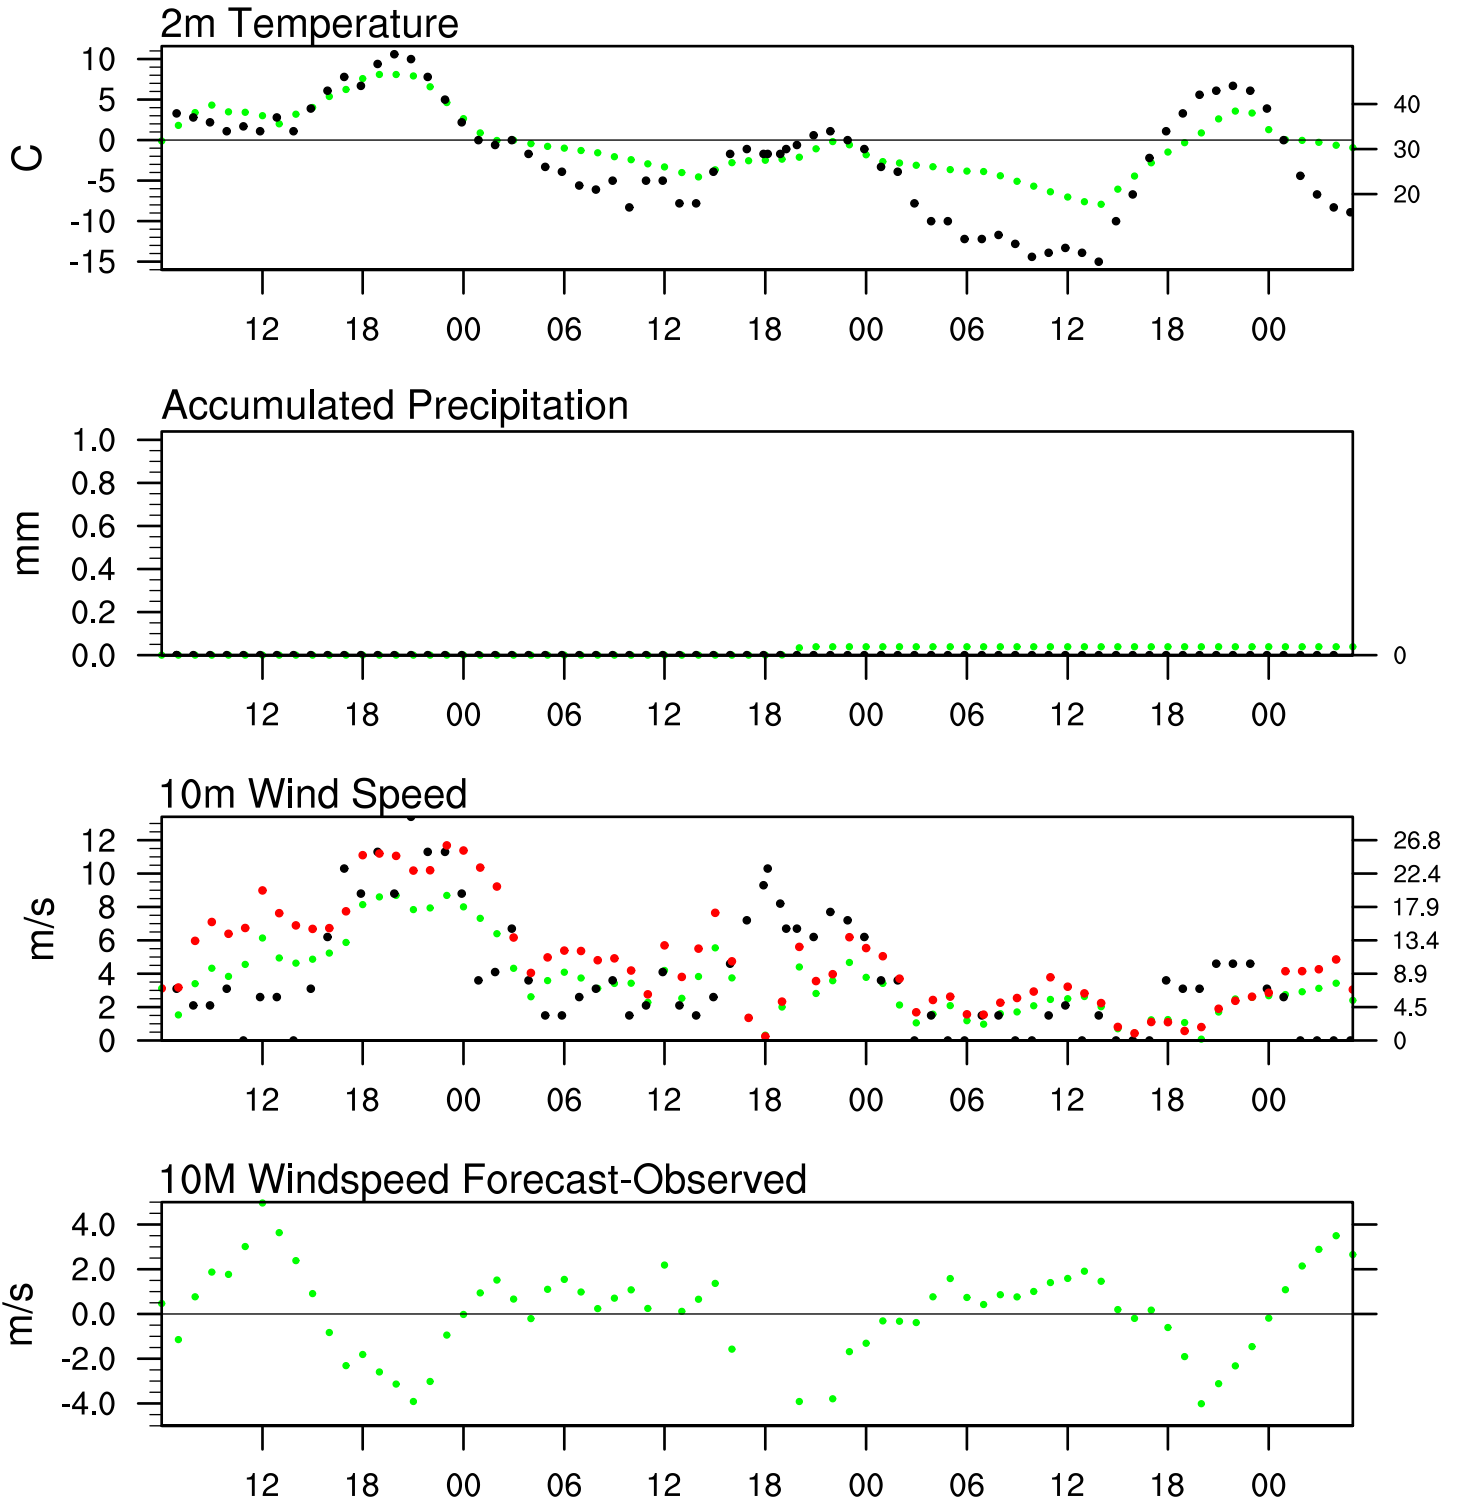 2m Temperature
10
5
0
-5
-10
-15
C
40
30
20
12 18 00 06 12 18 00 06 12 18 00
Accumulated Precipitation
1.0
0.8
0.6
0.4
0.2
0.0
mm
0
12 18 00 06 12 18 00 06 12 18 00
10m Wind Speed
12
10
8
6
4
2
0
m/s
26.8
22.4
17.9
13.4
8.9
4.5
0
12 18 00 06 12 18 00 06 12 18 00
10M Windspeed Forecast-Observed
4.0
2.0
0.0
-2.0
-4.0
m/s
12 18 00 06 12 18 00 06 12 18 00